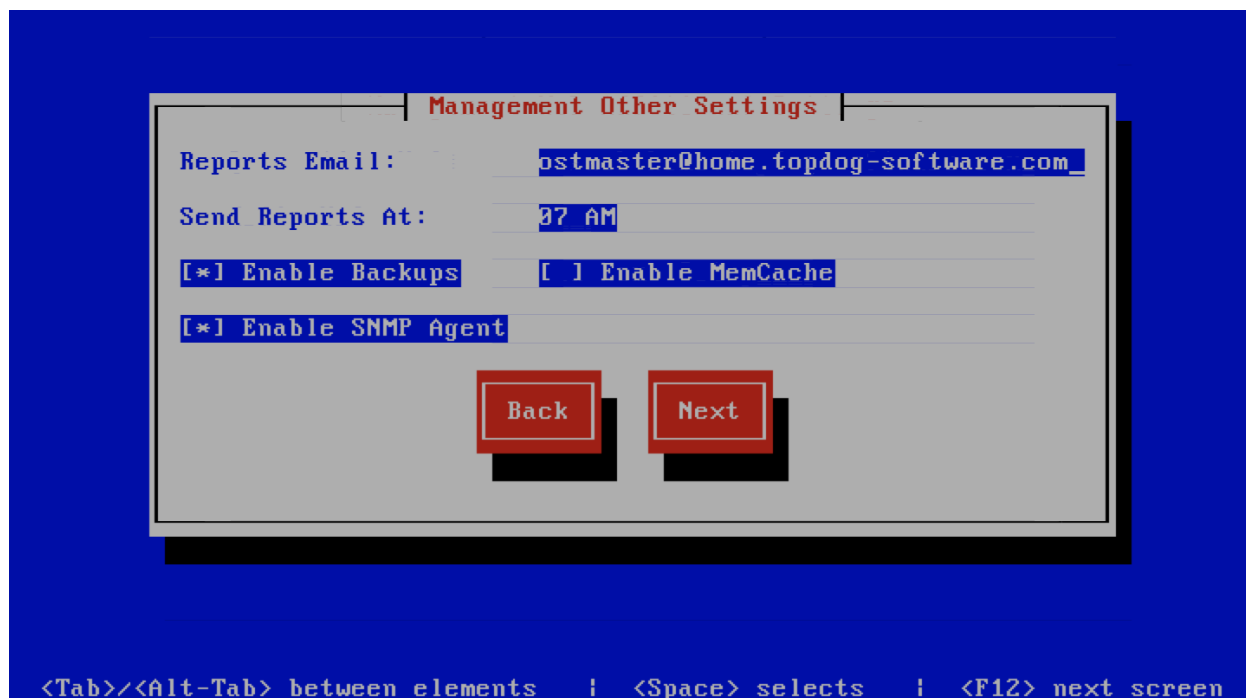 Management Other Settings
Reports Email: ostmaster@home.topdog-software.com_
Send Reports At: 07 AM
[*] Enable Backups [ ] Enable MemCache
[*] Enable SNMP Agent
Back Next
<Tab>/<Alt-Tab> between elements | <Space> selects | <F12> next screen